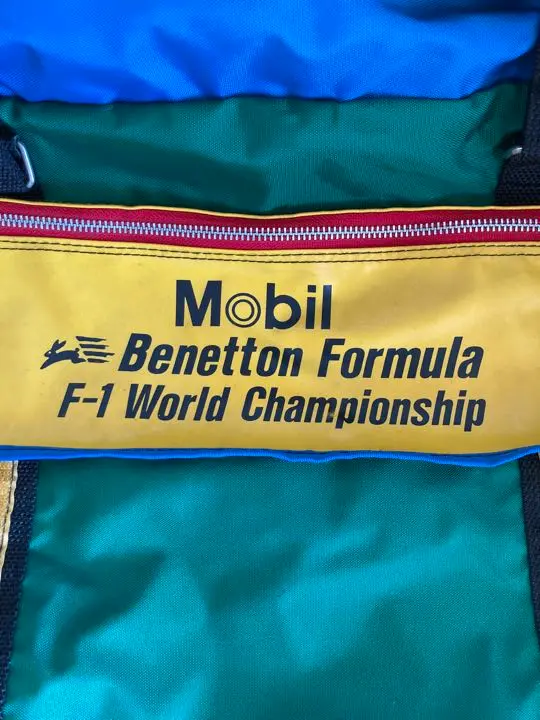 Mobil
Benetton Formula
F-1 World Championship